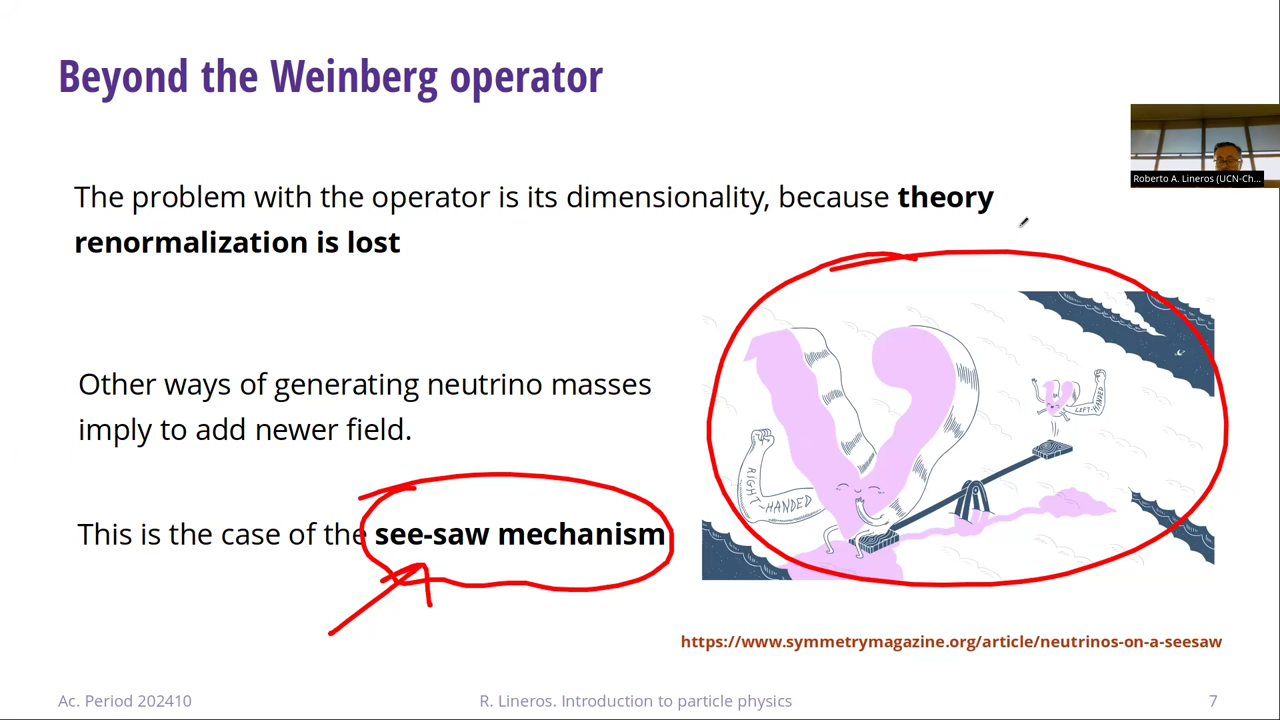 Beyond the Weinberg operator
Roberto A. Lineros (UCN-Ch...
The problem with the operator is its dimensionality, because theory
renormalization is lost
Other ways of generating neutrino masses
imply to add newer field.
This is the case of the see-saw mechanism
RIGHT-HANDED
LEFT-HANDED
https://www.symmetrymagazine.org/article/neutrinos-on-a-seesaw
Ac. Period 202410
R. Lineros. Introduction to particle physics
7